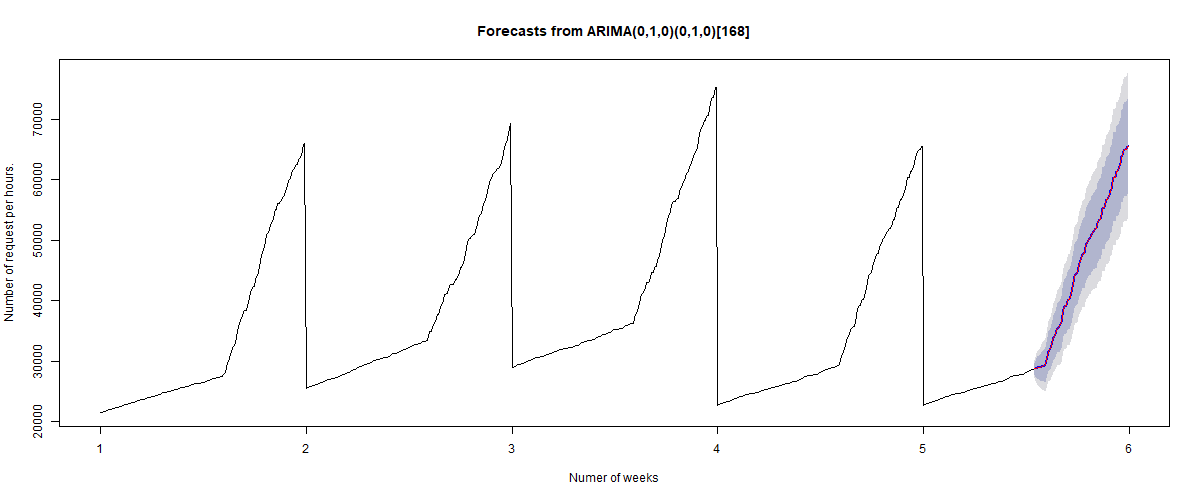 Forecasts from ARIMA(0,1,0)(0,1,0)[168]
Number of request per hours.
70000
60000
50000
40000
30000
20000
1 2 3 4 5 6
Numer of weeks